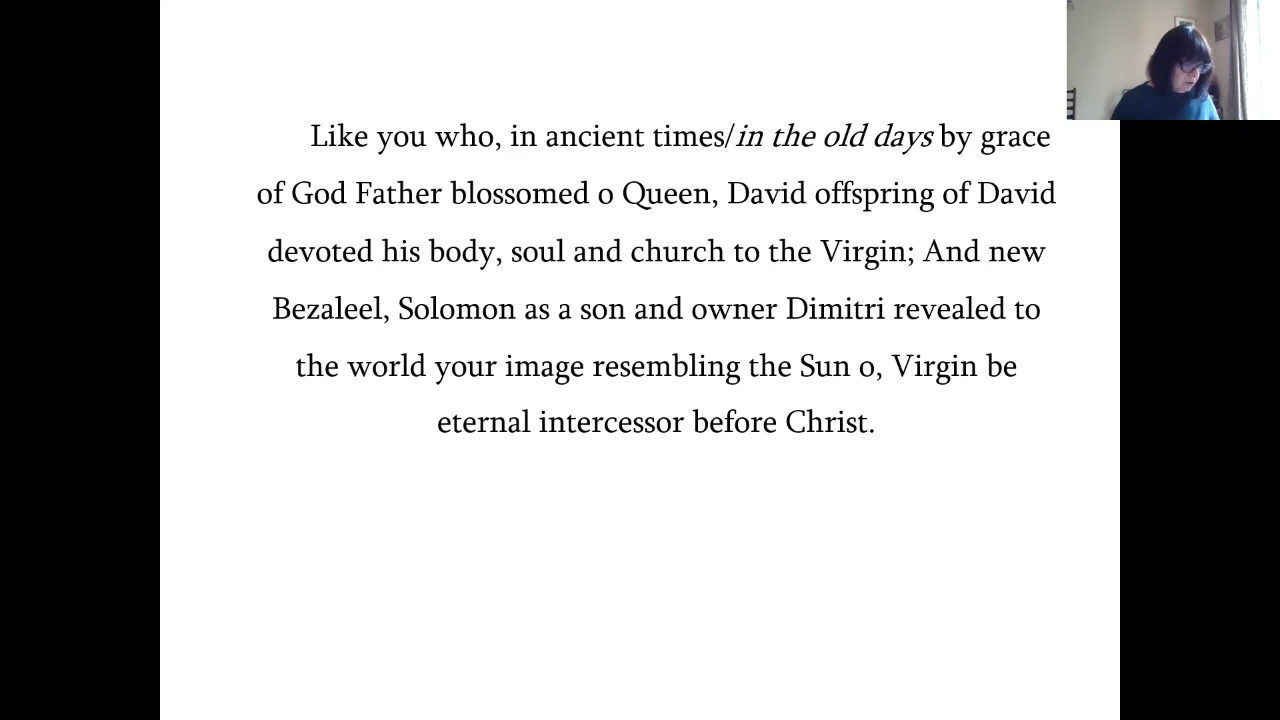 Like you who, in ancient times/in the old days by grace
of God Father blossomed o Queen, David offspring of David
devoted his body, soul and church to the Virgin; And new
Bezaleel, Solomon as a son and owner Dimitri revealed to
the world your image resembling the Sun o, Virgin be
eternal intercessor before Christ.